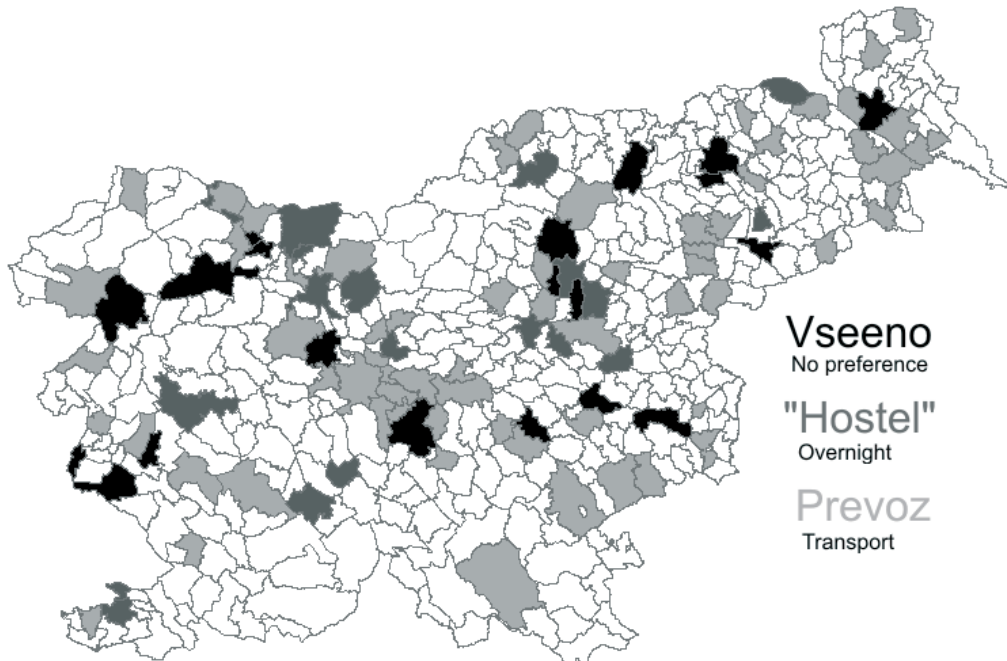 Vseeno
No preference
"Hostel"
Overnight
Prevoz
Transport